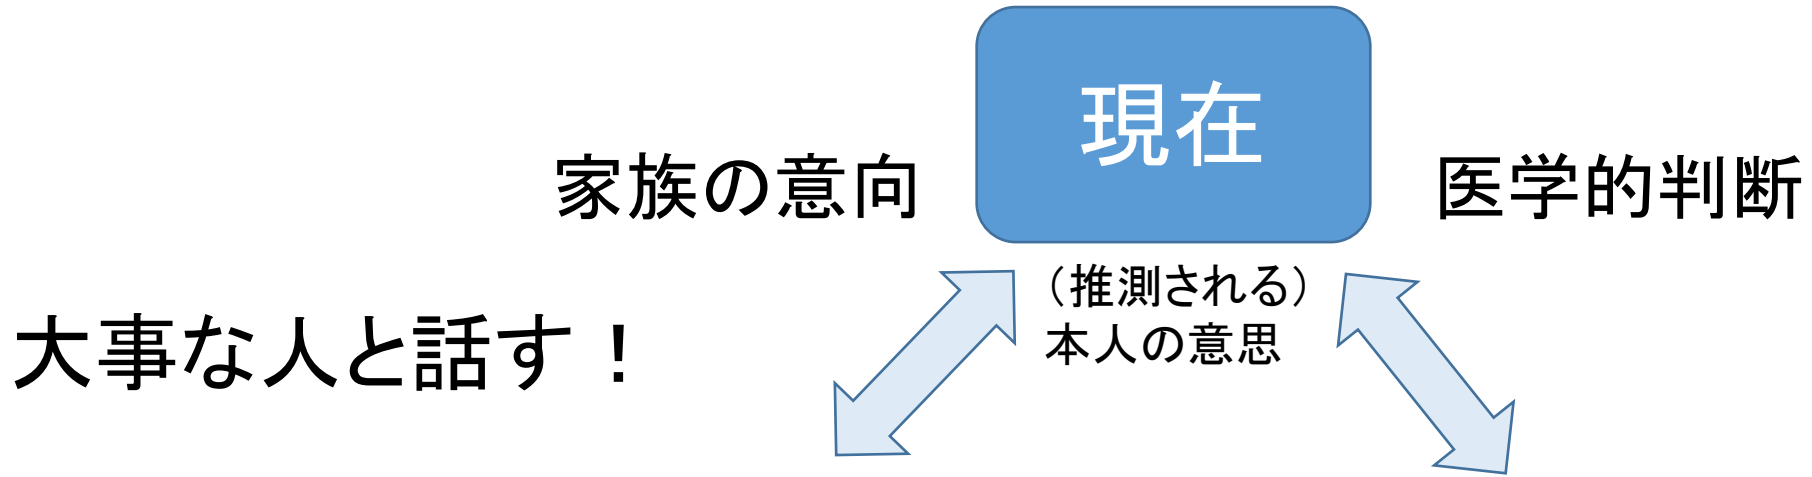 現在
家族の意向
医学的判断
（推測される）
本人の意思
大事な人と話す！